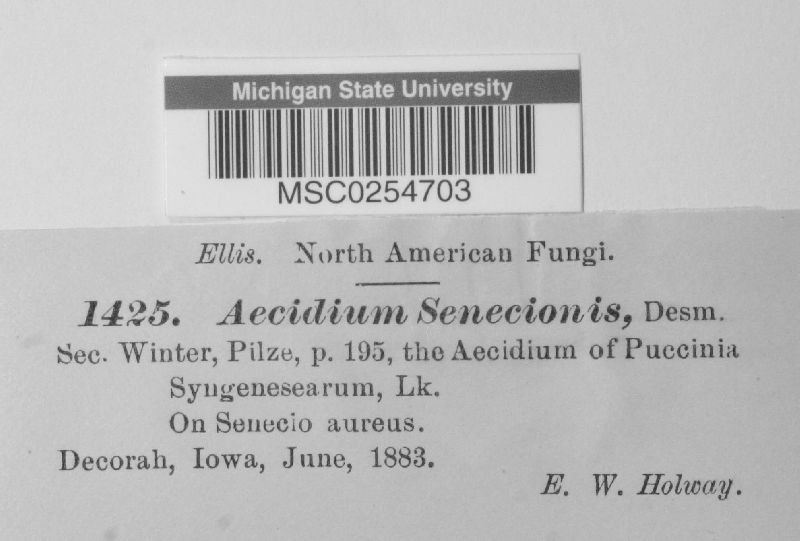 Michigan State University
MSC0254703
Ellis. North American Fungi.
1425. Aecidium Senecionis, Desm.
Sec. Winter, Pilze, p. 195, the Aecidium of Puccinia
Syngenesearum, Lk.
On Senecio aureus.
Decorah, Iowa, June, 1883.
E. W. Holway.